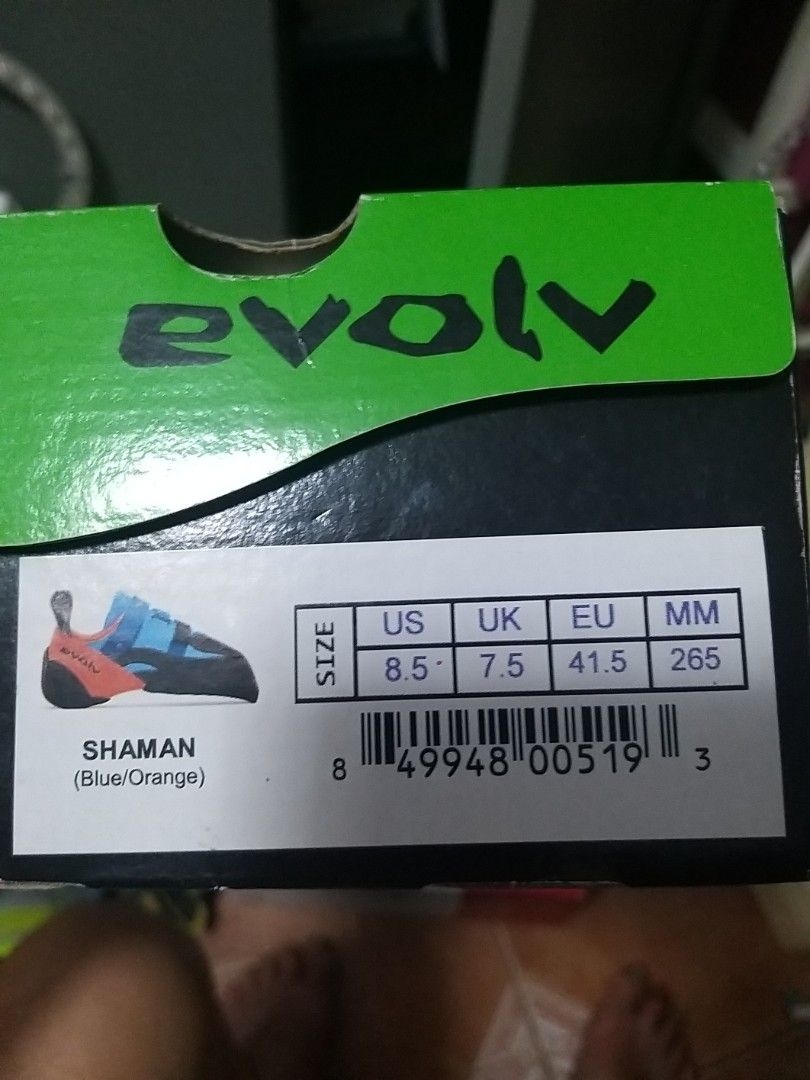 evolv
evolv
SHAMAN
(Blue/Orange)
SIZE
US UK EU MM
8.5 7.5 41.5 265
8 49948 00519 3